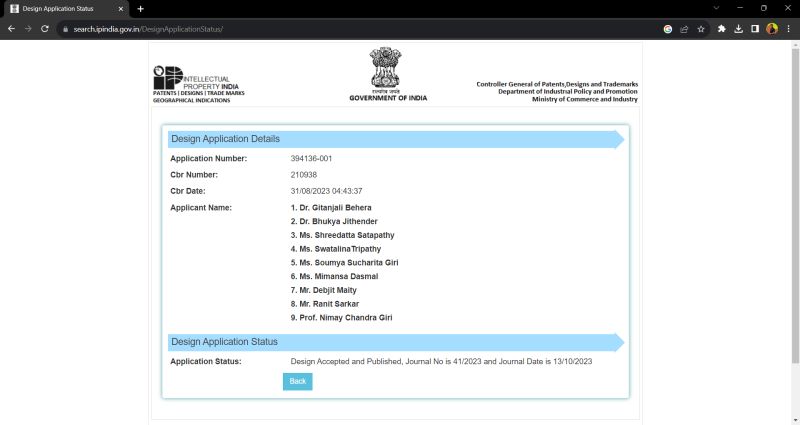 Design Application Status
search.ipindia.gov.in/DesignApplicationStatus/
INTELLECTUAL
PROPERTY INDIA
PATENTS | DESIGNS | TRADE MARKS
GEOGRAPHICAL INDICATIONS
सत्यमेव जयते
GOVERNMENT OF INDIA
Controller General of Patents,Designs and Trademarks
Department of Industrial Policy and Promotion
Ministry of Commerce and Industry
Design Application Details
Application Number: 394136-001
Cbr Number: 210938
Cbr Date: 31/08/2023 04:43:37
Applicant Name: 1. Dr. Gitanjali Behera
2. Dr. Bhukya Jithender
3. Ms. Shreedatta Satapathy
4. Ms. SwatalinaTripathy
5. Ms. Soumya Sucharita Giri
6. Ms. Mimansa Dasmal
7. Mr. Debjit Maity
8. Mr. Ranit Sarkar
9. Prof. Nimay Chandra Giri
Design Application Status
Application Status: Design Accepted and Published, Journal No is 41/2023 and Journal Date is 13/10/2023
Back